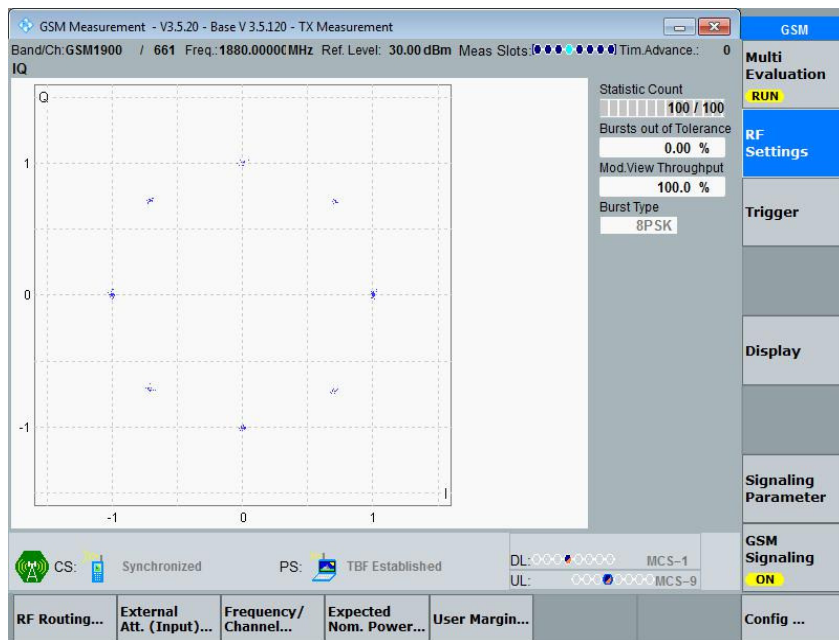 GSM Measurement - V3.5.20 - Base V 3.5.120 - TX Measurement
GSM
Band/Ch.:GSM1900 / 661 Freq.:1880.00000MHz Ref. Level: 30.00 dBm Meas Slots: Tim.Advance.: 0
IQ
Multi
Evaluation
RUN
RF
Settings
Trigger
Display
Signaling
Parameter
GSM
Signaling
ON
Config ...
Statistic Count
100 / 100
Bursts out of Tolerance
0.00 %
Mod.View Throughput
100.0 %
Burst Type
8PSK
Q
1
0
-1
I
-1 0 1
CS: Synchronized PS: TBF Established
DL: MCS-1
UL: MCS-9
RF Routing...
External
Att. (Input)...
Frequency/
Channel...
Expected
Nom. Power...
User Margin...